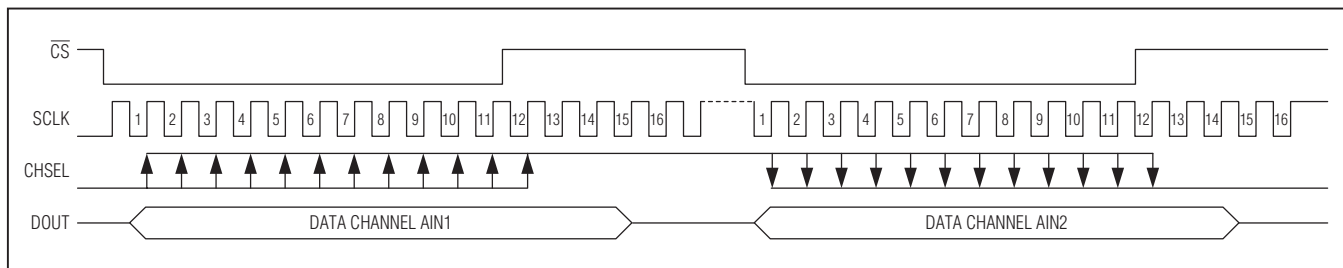 CS
SCLK 1 2 3 4 5 6 7 8 9 10 11 12 13 14 15 16 1 2 3 4 5 6 7 8 9 10 11 12 13 14 15 16
CHSEL
DOUT DATA CHANNEL AIN1 DATA CHANNEL AIN2